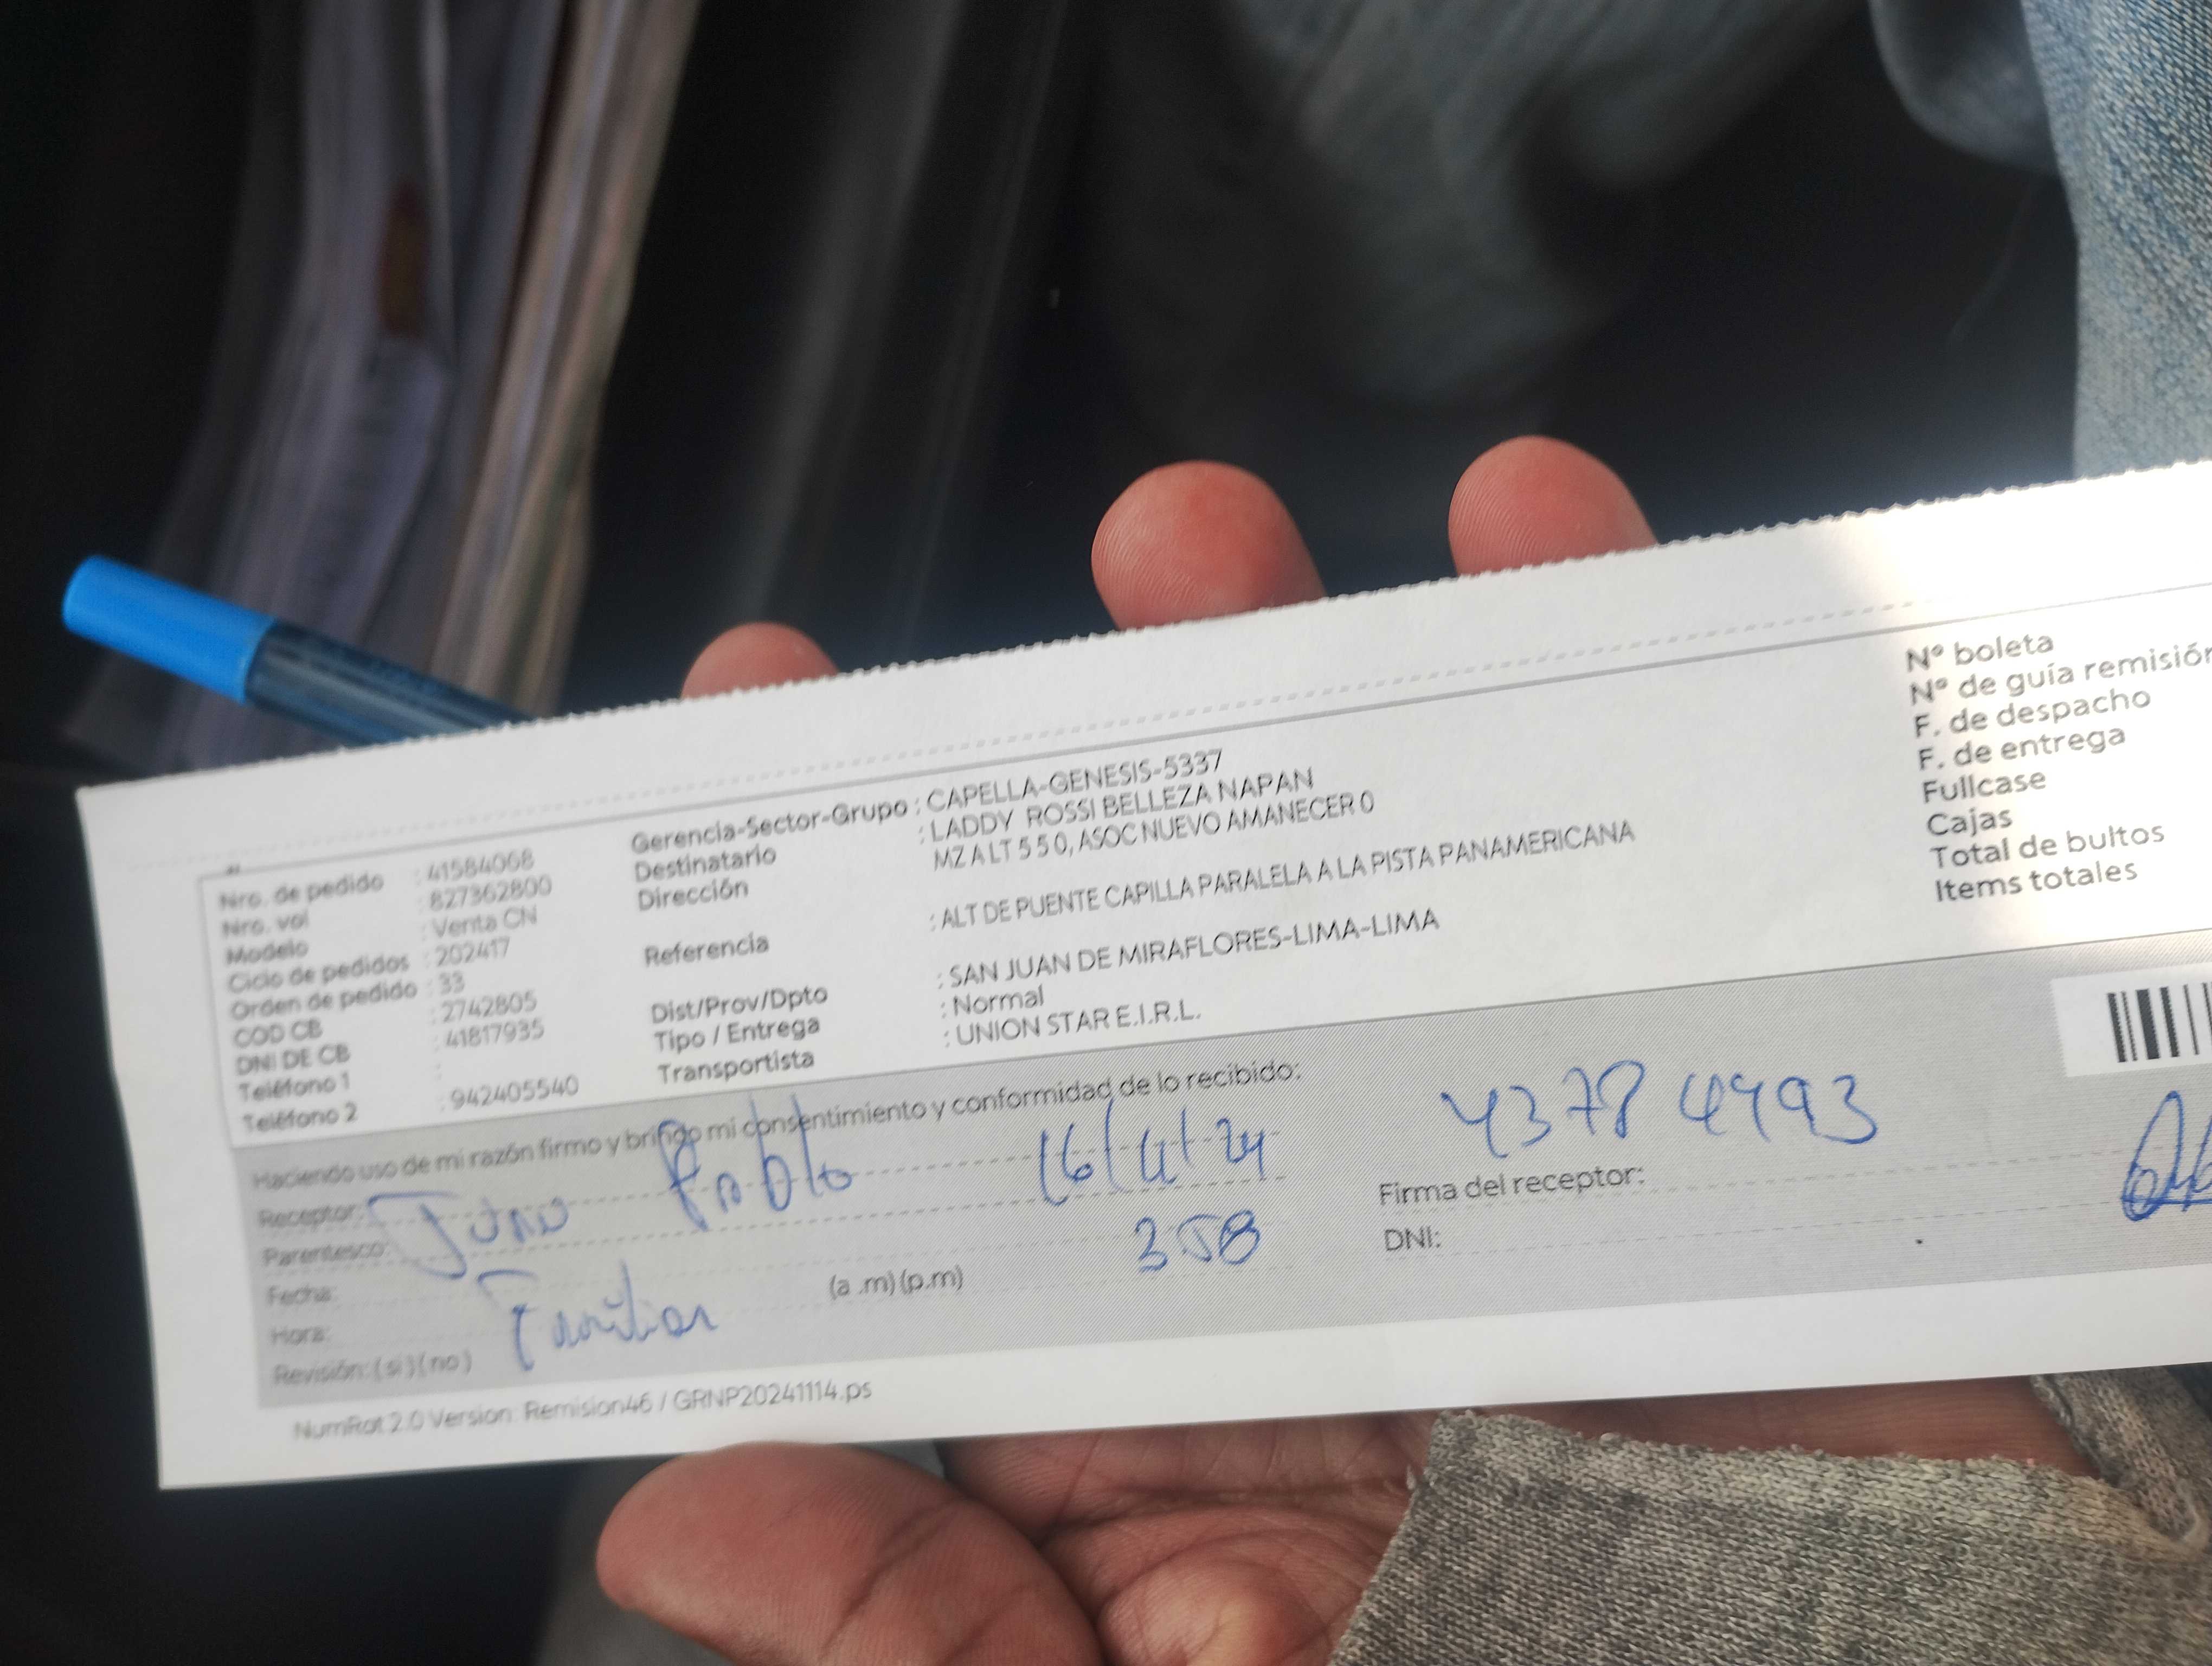 Nro. de pedido : 41584068
Nro. vol : 827362800
Modelo : Venta CN
Ciclo de pedidos : 202417
Orden de pedido : 33
COD CB : 2742805
DNI DE CB : 41817935
Teléfono 1 :
Teléfono 2 : 942405540
Gerencia-Sector-Grupo : CAPELLA-GENESIS-5337
Destinatario : LADDY ROSSI BELLEZA NAPAN
Dirección MZ A LT 5 5 0, ASOC NUEVO AMANECER 0
Referencia : ALT DE PUENTE CAPILLA PARALELA A LA PISTA PANAMERICANA
Dist/Prov/Dpto : SAN JUAN DE MIRAFLORES-LIMA-LIMA
Tipo / Entrega : Normal
Transportista : UNION STAR E.I.R.L.
Nº boleta
Nº de guía remisión
F. de despacho
F. de entrega
Fullcase
Cajas
Total de bultos
Items totales
Haciendo uso de mi razón firmo y brindo mi consentimiento y conformidad de lo recibido:
Receptor: Pablo 16/11/24 43784493
Parentesco:
Fecha: 358
Hora: Familiar (a .m) (p.m)
Revisión: ( si ) ( no )
Firma del receptor:
DNI:
NumRot 2.0 Version: Remision46 / GRNP20241114.ps